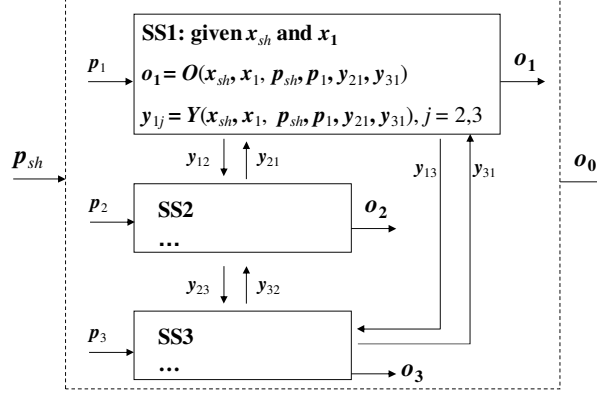 SS1: given x_sh and x_1
p_1
o_1 = O(x_sh, x_1, p_sh, p_1, y_21, y_31)
o_1
y_1j = Y(x_sh, x_1, p_sh, p_1, y_21, y_31), j = 2,3
p_sh
y_12
y_21
y_13
y_31
o_0
p_2
SS2
...
o_2
y_23
y_32
p_3
SS3
...
o_3